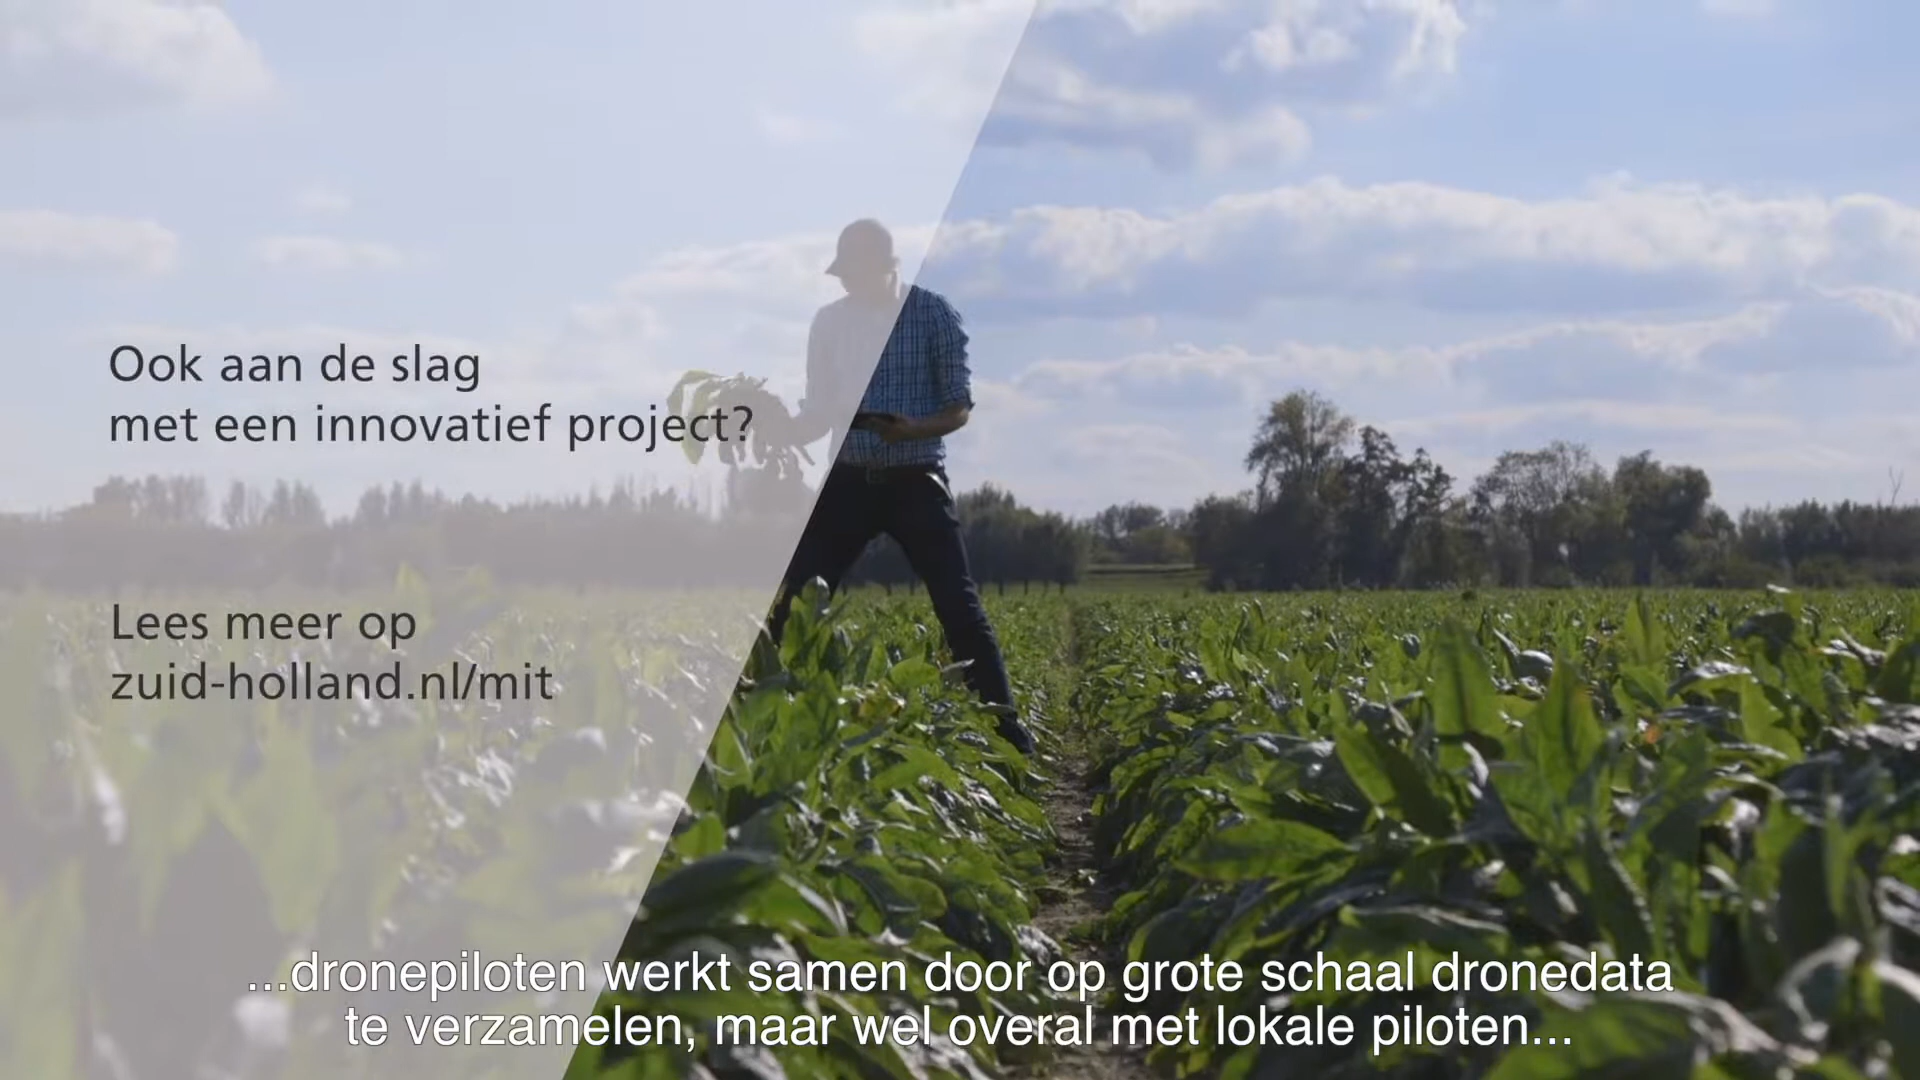 Ook aan de slag
met een innovatief project?
Lees meer op
zuid-holland.nl/mit
...dronepiloten werkt samen door op grote schaal dronedata
te verzamelen, maar wel overal met lokale piloten...